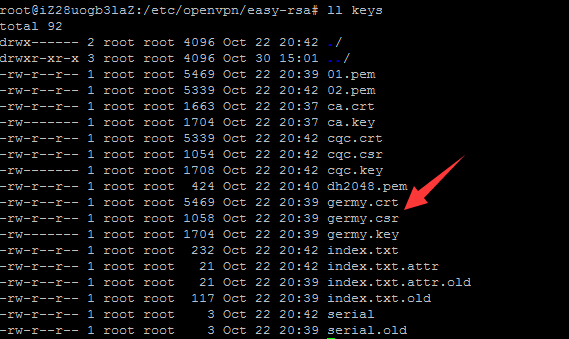 root@iZ28uogb3laZ:/etc/openvpn/easy-rsa# ll keys
total 92
drwx------ 2 root root 4096 Oct 22 20:42 ./
drwxr-xr-x 3 root root 4096 Oct 30 15:01 ../
-rw-r--r-- 1 root root 5469 Oct 22 20:39 01.pem
-rw-r--r-- 1 root root 5339 Oct 22 20:42 02.pem
-rw-r--r-- 1 root root 1663 Oct 22 20:37 ca.crt
-rw------- 1 root root 1704 Oct 22 20:37 ca.key
-rw-r--r-- 1 root root 5339 Oct 22 20:42 cqc.crt
-rw-r--r-- 1 root root 1054 Oct 22 20:42 cqc.csr
-rw------- 1 root root 1708 Oct 22 20:42 cqc.key
-rw-r--r-- 1 root root 424 Oct 22 20:40 dh2048.pem
-rw-r--r-- 1 root root 5469 Oct 22 20:39 germy.crt
-rw-r--r-- 1 root root 1058 Oct 22 20:39 germy.csr
-rw------- 1 root root 1704 Oct 22 20:39 germy.key
-rw-r--r-- 1 root root 232 Oct 22 20:42 index.txt
-rw-r--r-- 1 root root 21 Oct 22 20:42 index.txt.attr
-rw-r--r-- 1 root root 21 Oct 22 20:39 index.txt.attr.old
-rw-r--r-- 1 root root 117 Oct 22 20:39 index.txt.old
-rw-r--r-- 1 root root 3 Oct 22 20:42 serial
-rw-r--r-- 1 root root 3 Oct 22 20:39 serial.old